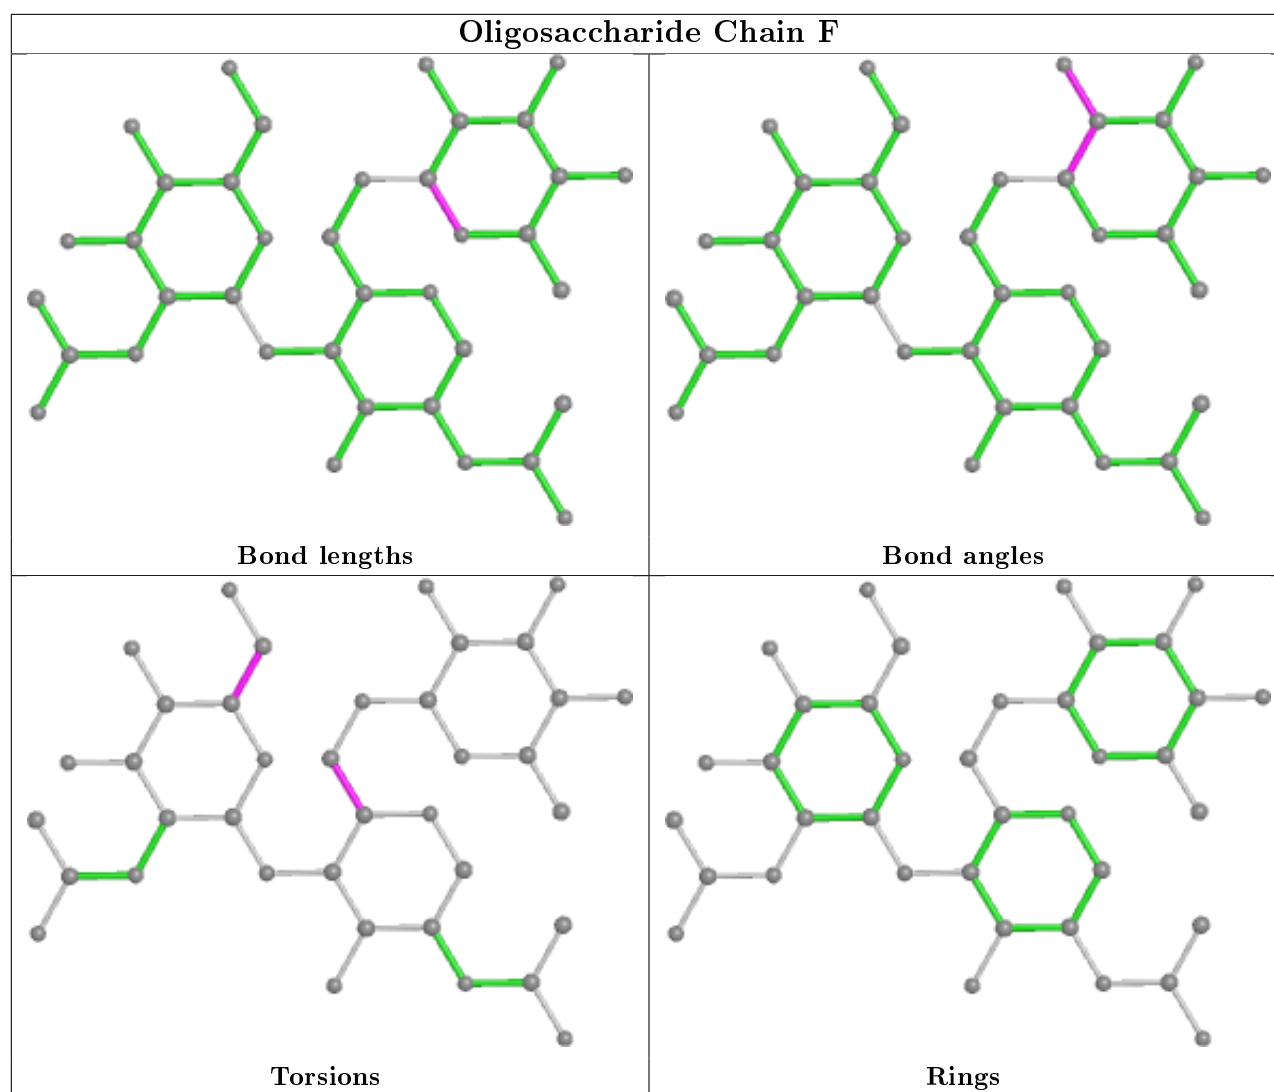 Oligosaccharide Chain F
Bond lengths
Bond angles
Torsions
Rings